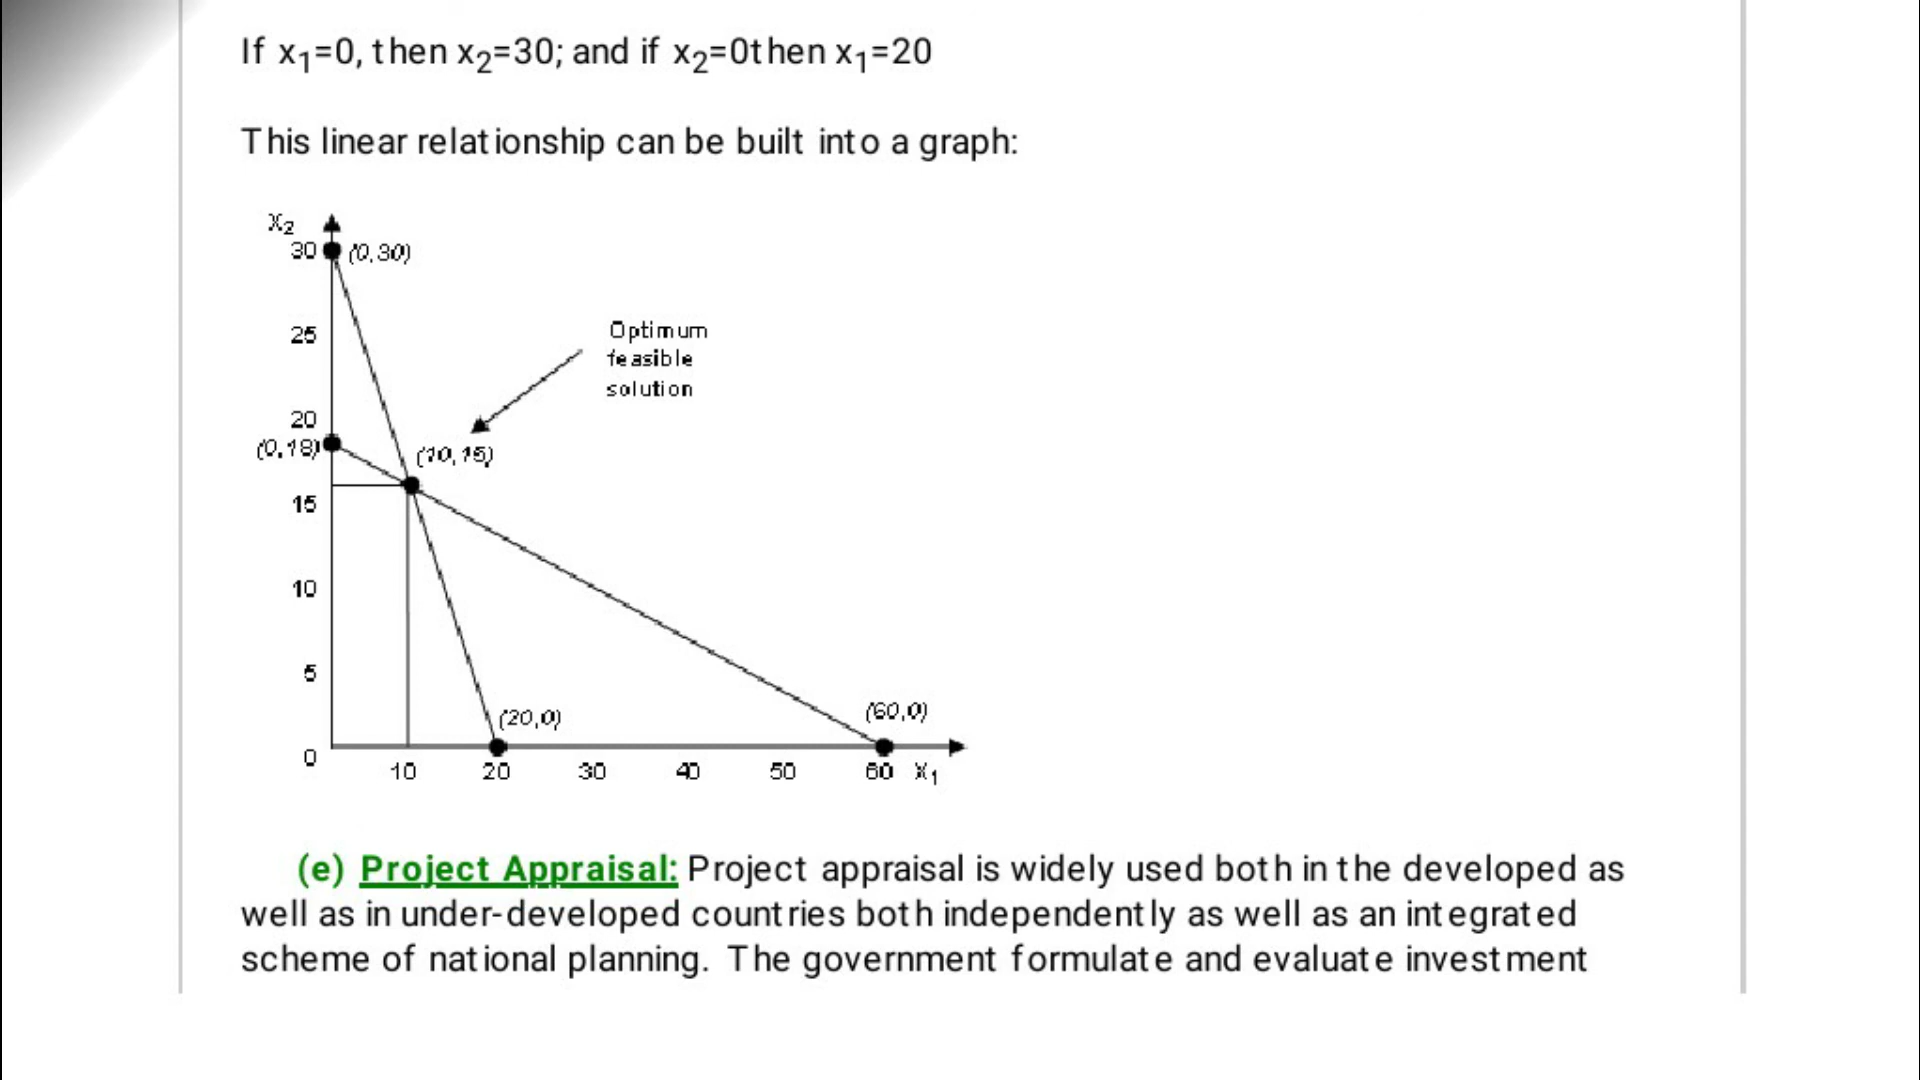 If x₁=0, then x₂=30; and if x₂=0then x₁=20
This linear relationship can be built into a graph:
X₂
30
(0,30)
25
Optimum
feasible
solution
20
(0,18)
(10,15)
15
10
5
(20,0)
(60,0)
0
10 20 30 40 50 60 X₁
(e) Project Appraisal: Project appraisal is widely used both in the developed as
well as in under-developed countries both independently as well as an integrated
scheme of national planning. The government formulate and evaluate investment